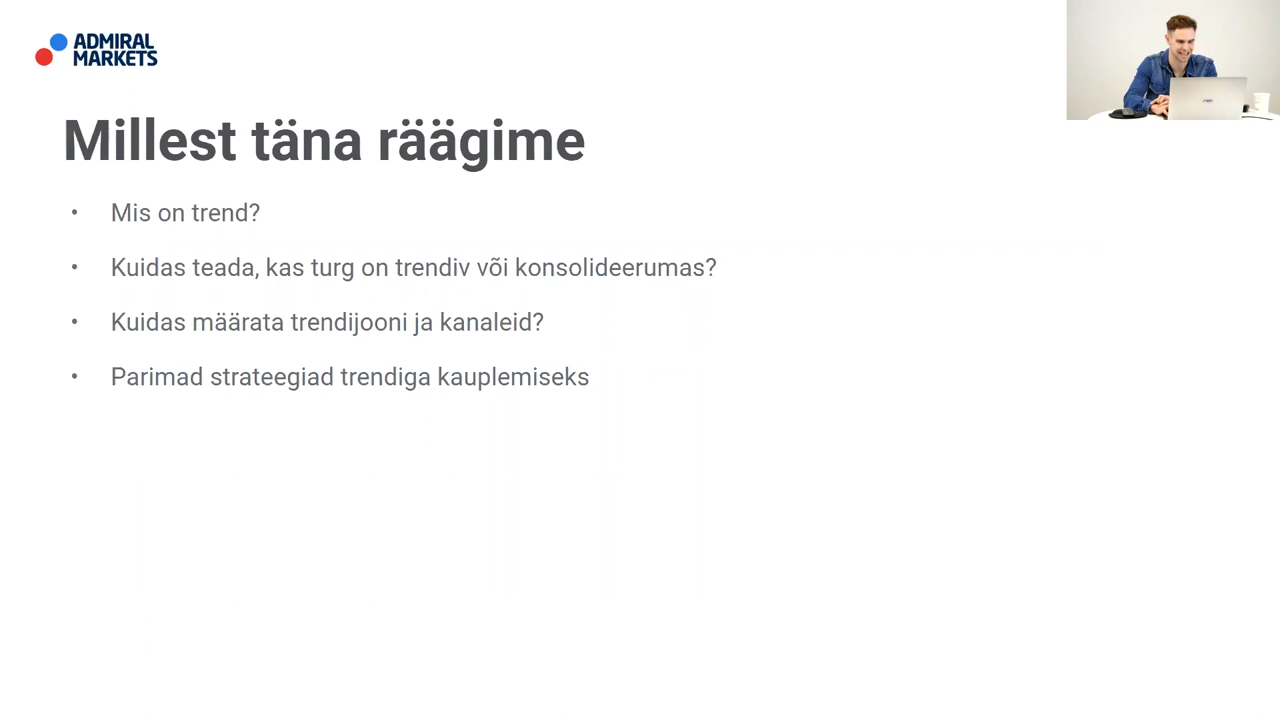 ADMIRAL
MARKETS
Millest täna räägime
• Mis on trend?
• Kuidas teada, kas turg on trendiv või konsolideerumas?
• Kuidas määrata trendijooni ja kanaleid?
• Parimad strateegiad trendiga kauplemiseks